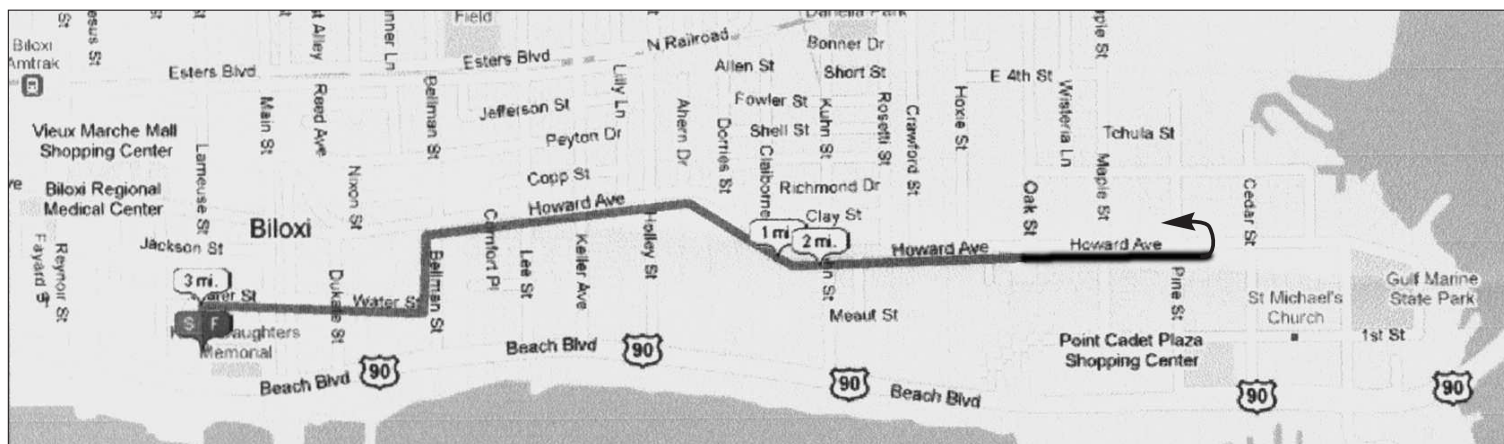 Biloxi
Amtrak
Esters Blvd
Main St
Reed Ave
Bellman St
Esters Blvd
Field
N Railroad
Lilly Ln
Jefferson St
Peyton Dr
Copp St
Ahern Dr
Dorries St
Allen St
Fowler St
Shell St
Claiborne
Bonner Dr
Short St
Kuhn St
Rosetti St
Crawford St
Hoxie St
E 4th St
Wisteria Ln
Tchula St
Maple St
Oak St
Cedar St
Richmond Dr
Clay St
Vieux Marche Mall
Shopping Center
Biloxi Regional
Medical Center
Lameuse St
Nixon St
Biloxi
Jackson St
Fayard St
Reynoir St
3 mi.
S F
Memorial
Dukate St
Water St
Bellman St
Comfort Pl
Howard Ave
Lee St
Keller Ave
Holley St
1 mi.
2 mi.
Howard Ave
Howard Ave
Pine St
Meaut St
St Michael's
Church
Gulf Marine
State Park
1st St
Point Cadet Plaza
Shopping Center
Beach Blvd
90
Beach Blvd
90
90
Beach Blvd
90
90